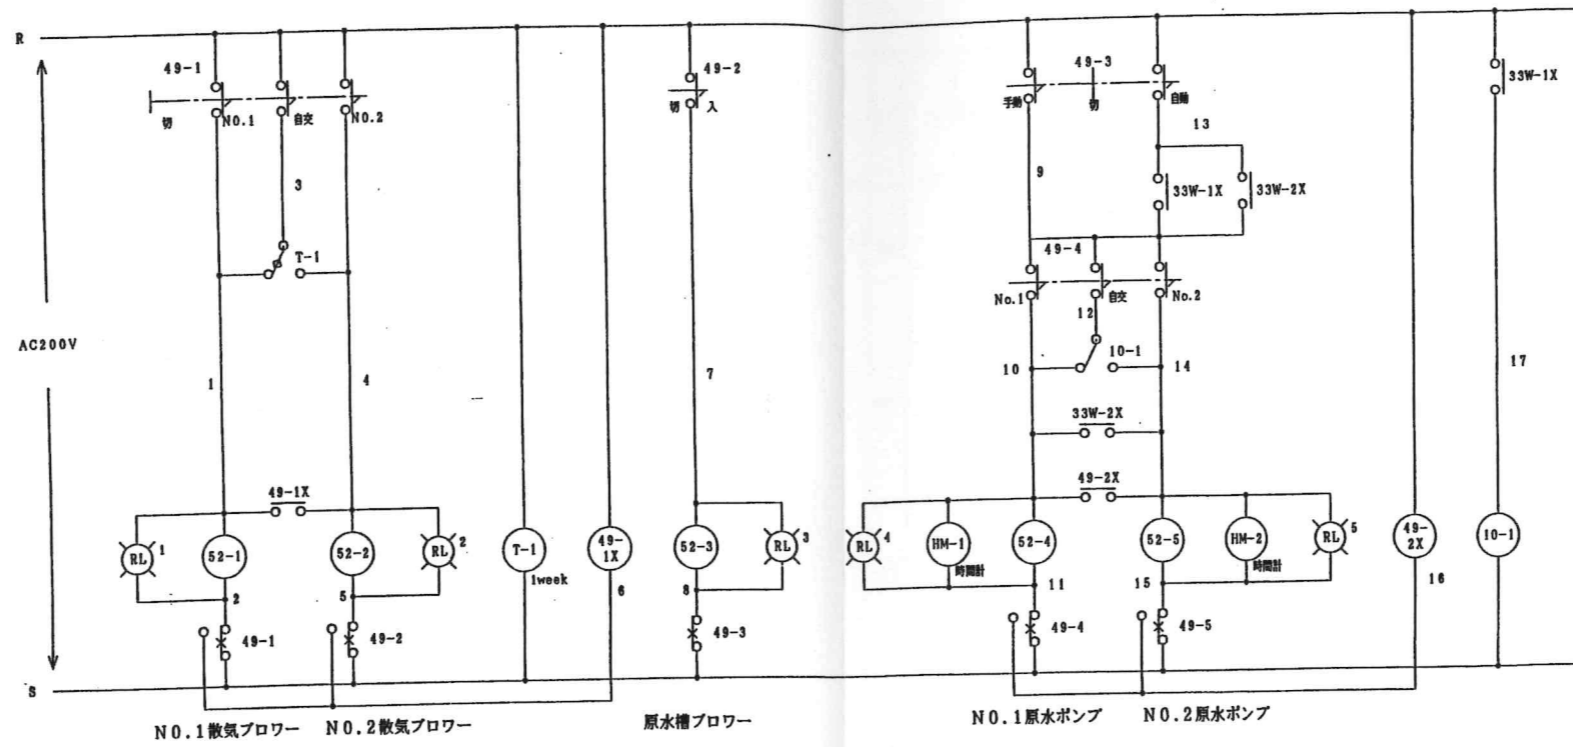 R
49-1
切
NO.1
自交
NO.2
3
T-1
AC200V
1
4
49-1X
RL
1
52-1
52-2
RL
2
2
5
49-1
49-2
T-1
1week
49-
1X
6
49-2
切
入
7
52-3
RL
3
8
49-3
S
NO.1散気ブロワー
NO.2散気ブロワー
原水槽ブロワー
49-3
手動
切
自動
13
9
33W-1X
33W-2X
49-4
No.1
自交
No.2
12
10-1
10
14
33W-2X
49-2X
RL
4
HM-1
時間計
52-4
52-5
HM-2
時間計
RL
5
11
15
49-4
49-5
49-
2X
16
33W-1X
17
10-1
NO.1原水ポンプ
NO.2原水ポンプ